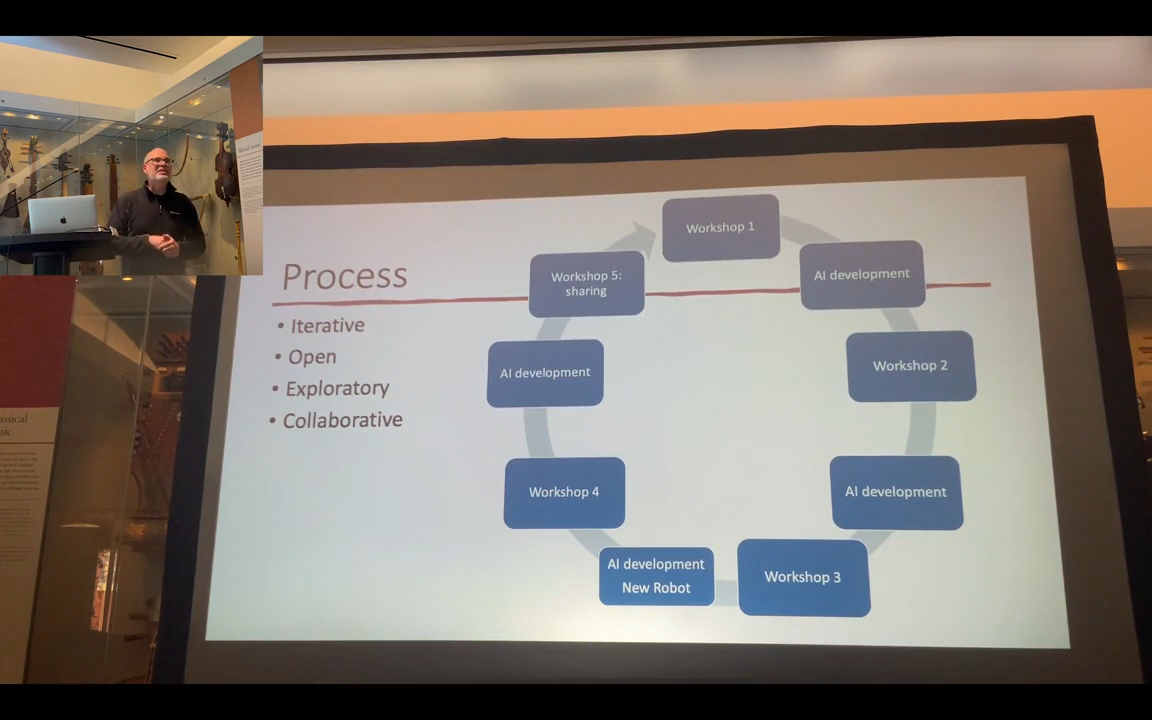 Process
• Iterative
• Open
• Exploratory
• Collaborative
Workshop 1
AI development
Workshop 2
AI development
Workshop 3
AI development
New Robot
Workshop 4
AI development
Workshop 5:
sharing